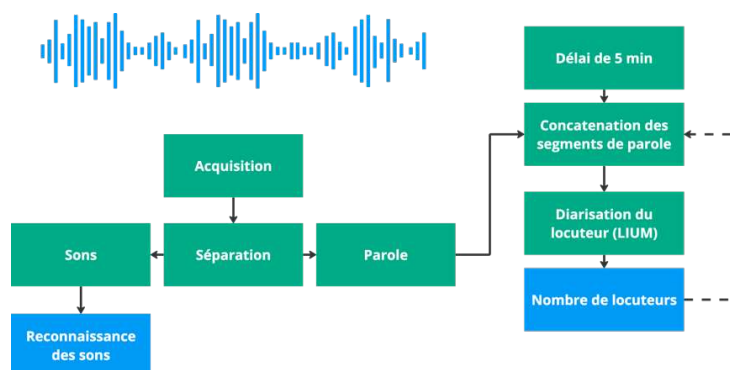 Délai de 5 min
Concatenation des
segments de parole
Acquisition
Diarisation du
locuteur (LIUM)
Sons
Séparation
Parole
Nombre de locuteurs
Reconnaissance
des sons